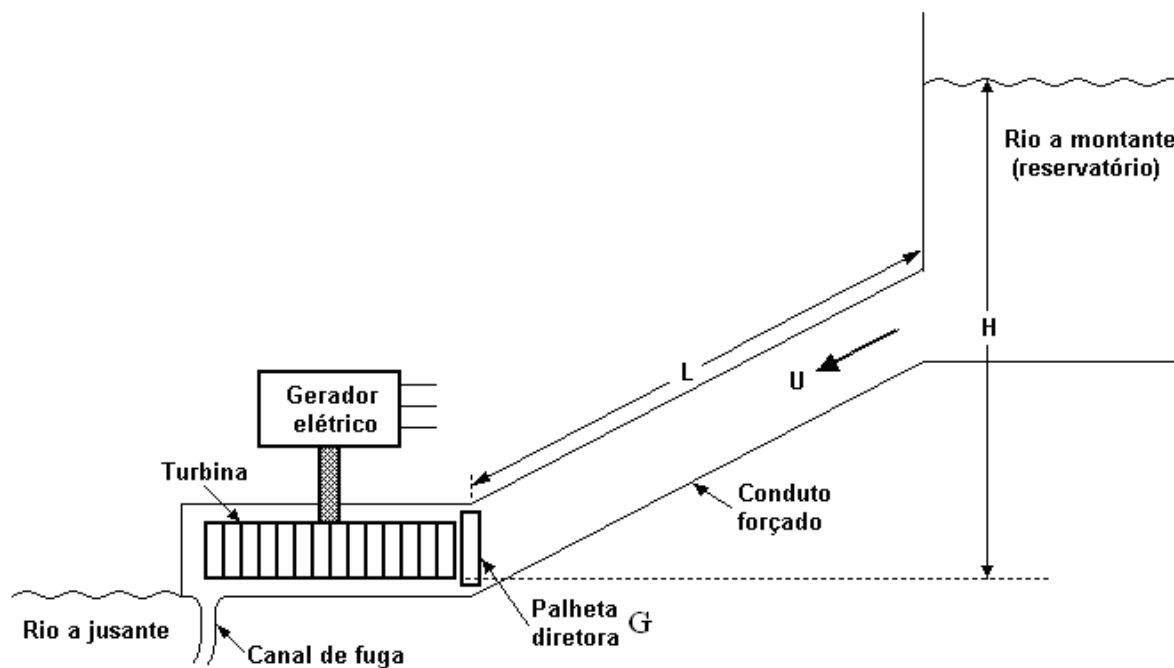 Rio a montante
(reservatório)
H
L
U
Gerador
elétrico
Turbina
Conduto
forçado
Palheta
diretora G
Rio a jusante
Canal de fuga